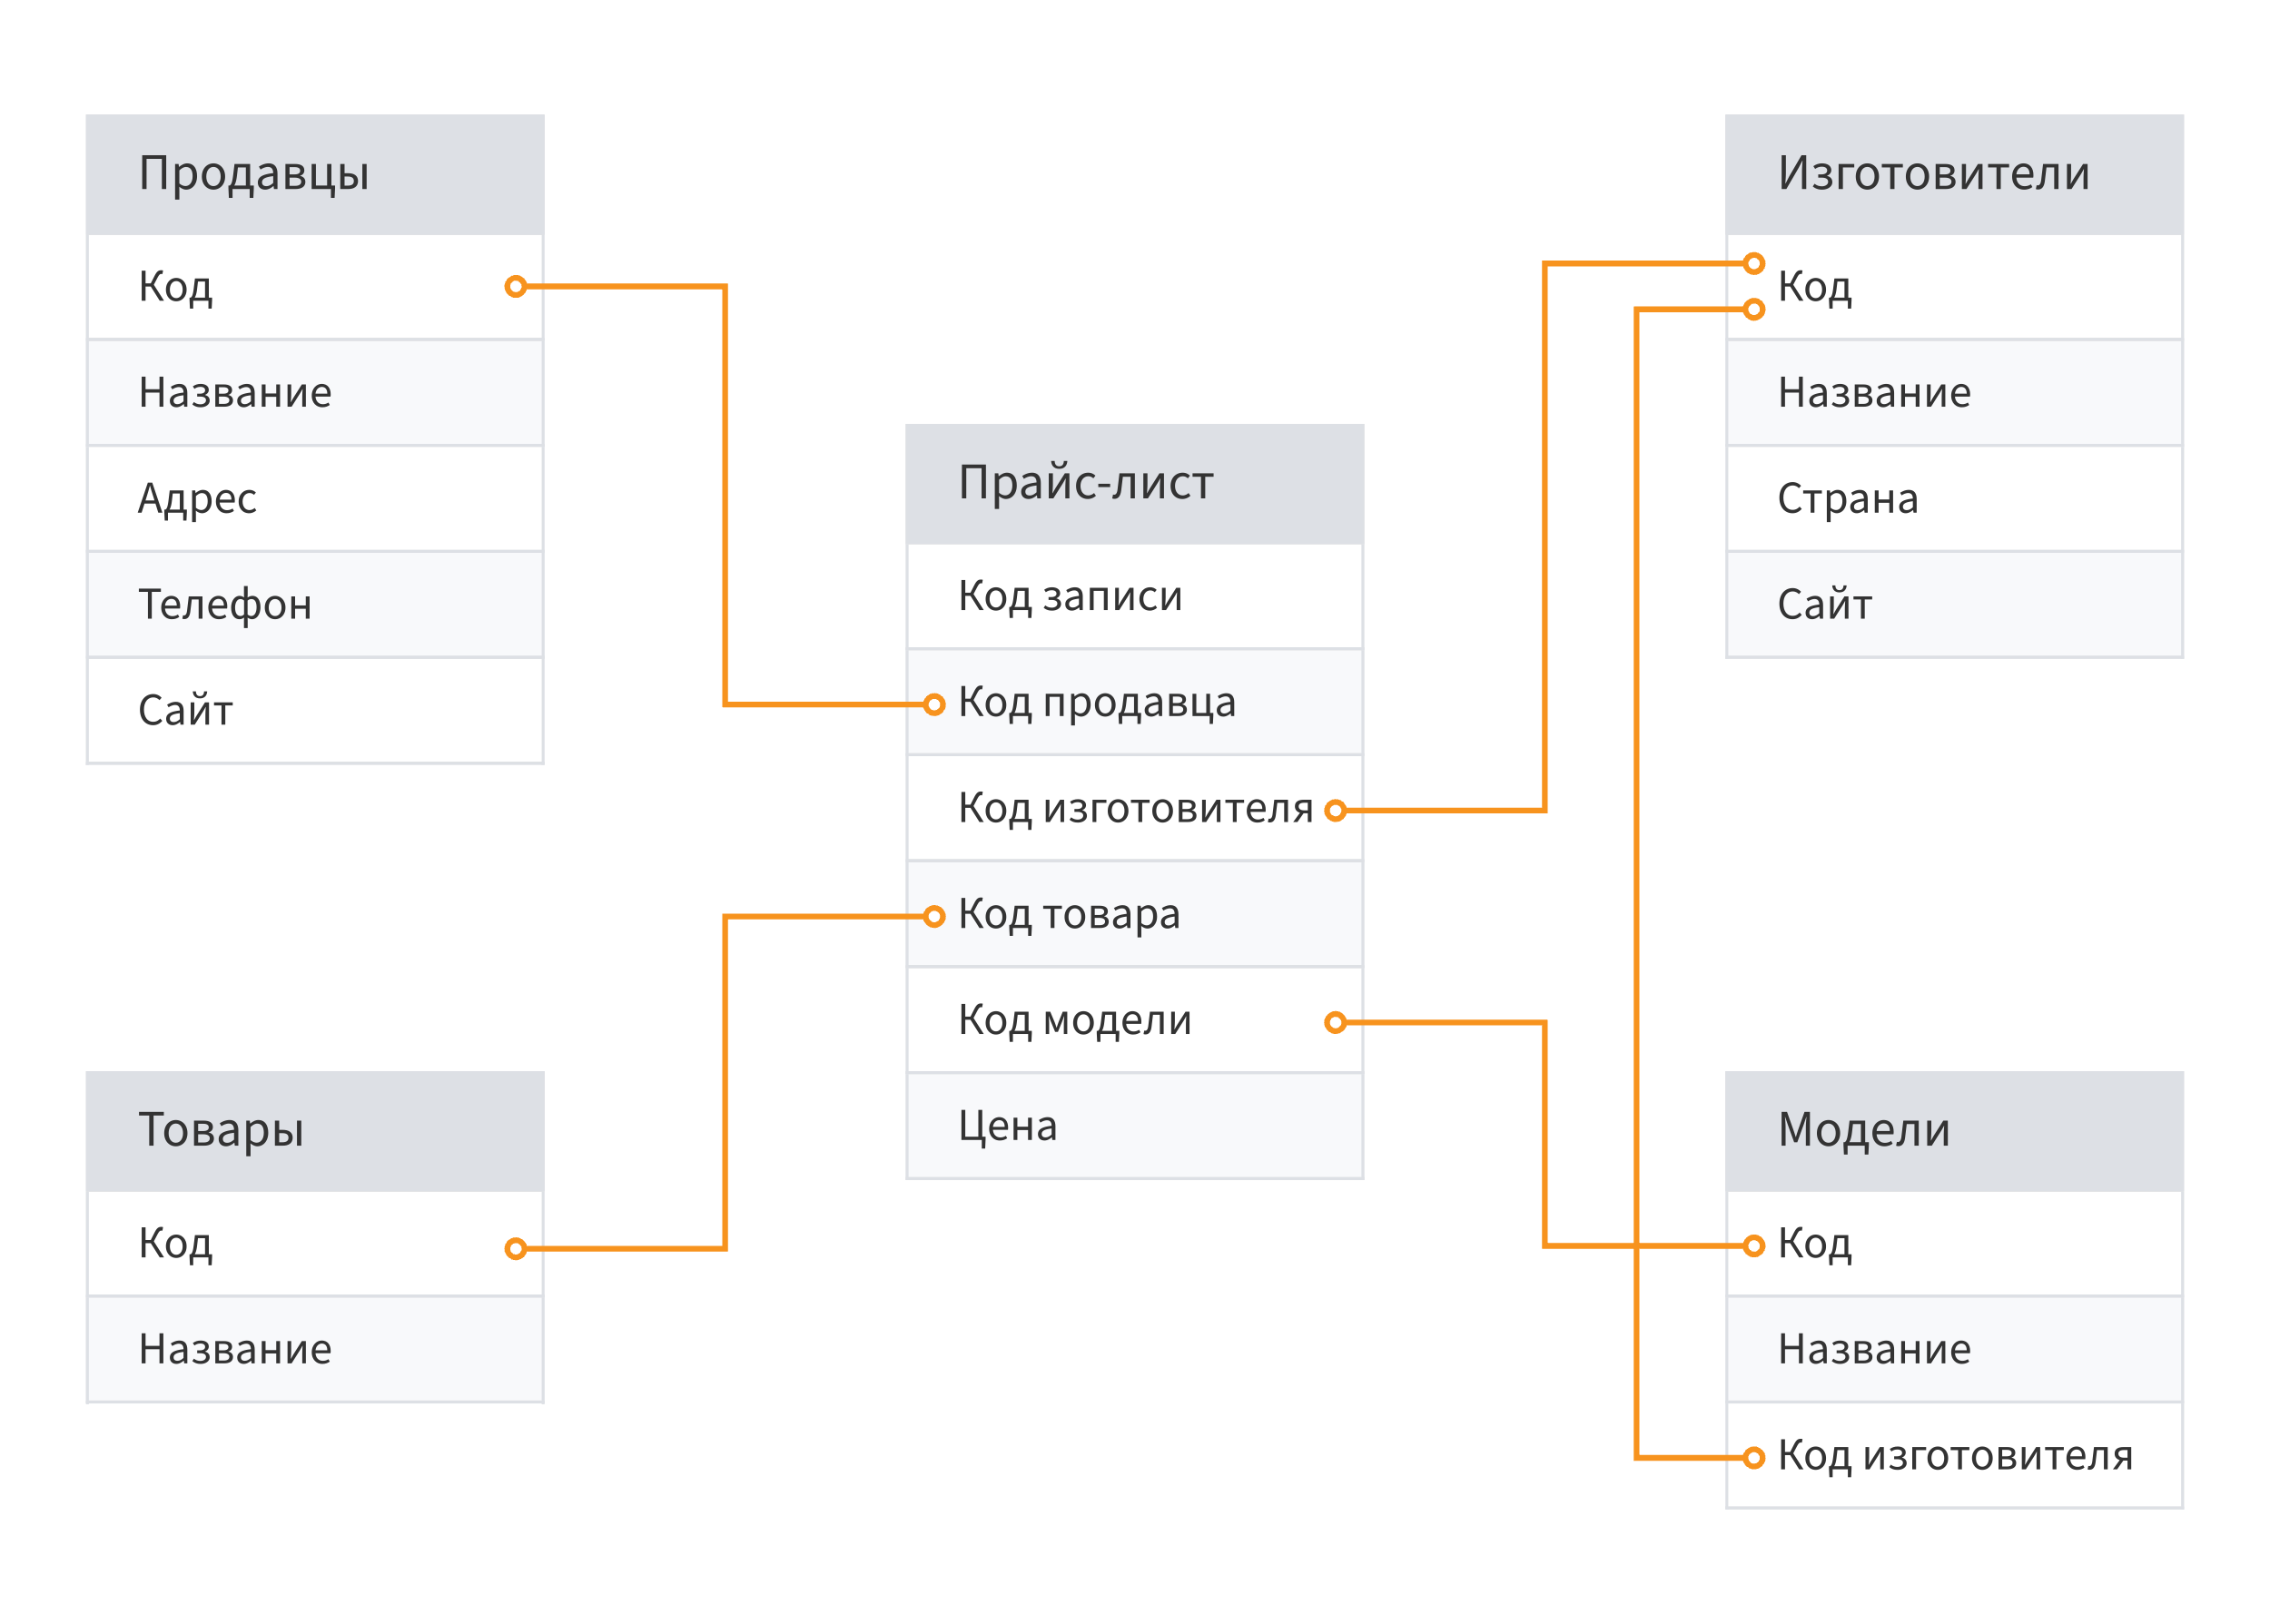 Продавцы
Код
Название
Адрес
Телефон
Сайт
Товары
Код
Название
Прайс-лист
Код записи
Код продавца
Код изготовителя
Код товара
Код модели
Цена
Изготовители
Код
Название
Страна
Сайт
Модели
Код
Название
Код изготовителя